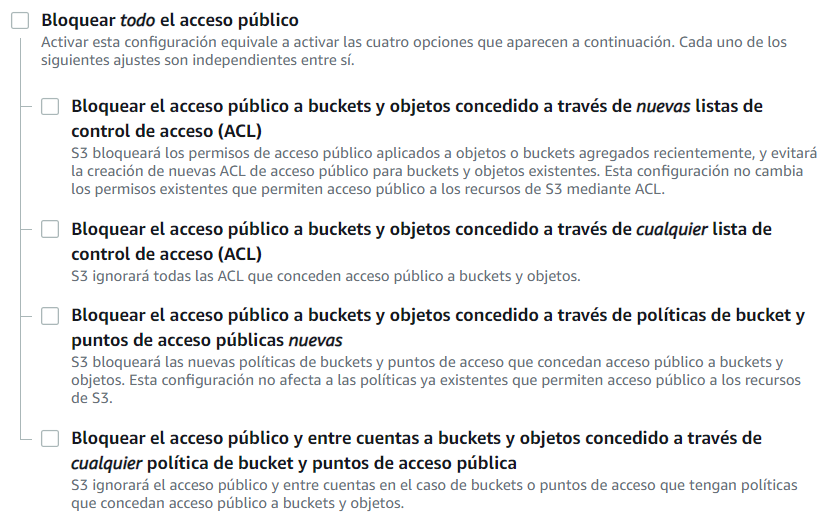 Bloquear todo el acceso público
Activar esta configuración equivale a activar las cuatro opciones que aparecen a continuación. Cada uno de los
siguientes ajustes son independientes entre sí.
Bloquear el acceso público a buckets y objetos concedido a través de nuevas listas de
control de acceso (ACL)
S3 bloqueará los permisos de acceso público aplicados a objetos o buckets agregados recientemente, y evitará
la creación de nuevas ACL de acceso público para buckets y objetos existentes. Esta configuración no cambia
los permisos existentes que permiten acceso público a los recursos de S3 mediante ACL.
Bloquear el acceso público a buckets y objetos concedido a través de cualquier lista de
control de acceso (ACL)
S3 ignorará todas las ACL que conceden acceso público a buckets y objetos.
Bloquear el acceso público a buckets y objetos concedido a través de políticas de bucket y
puntos de acceso públicas nuevas
S3 bloqueará las nuevas políticas de buckets y puntos de acceso que concedan acceso público a buckets y
objetos. Esta configuración no afecta a las políticas ya existentes que permiten acceso público a los recursos
de S3.
Bloquear el acceso público y entre cuentas a buckets y objetos concedido a través de
cualquier política de bucket y puntos de acceso pública
S3 ignorará el acceso público y entre cuentas en el caso de buckets o puntos de acceso que tengan políticas
que concedan acceso público a buckets y objetos.